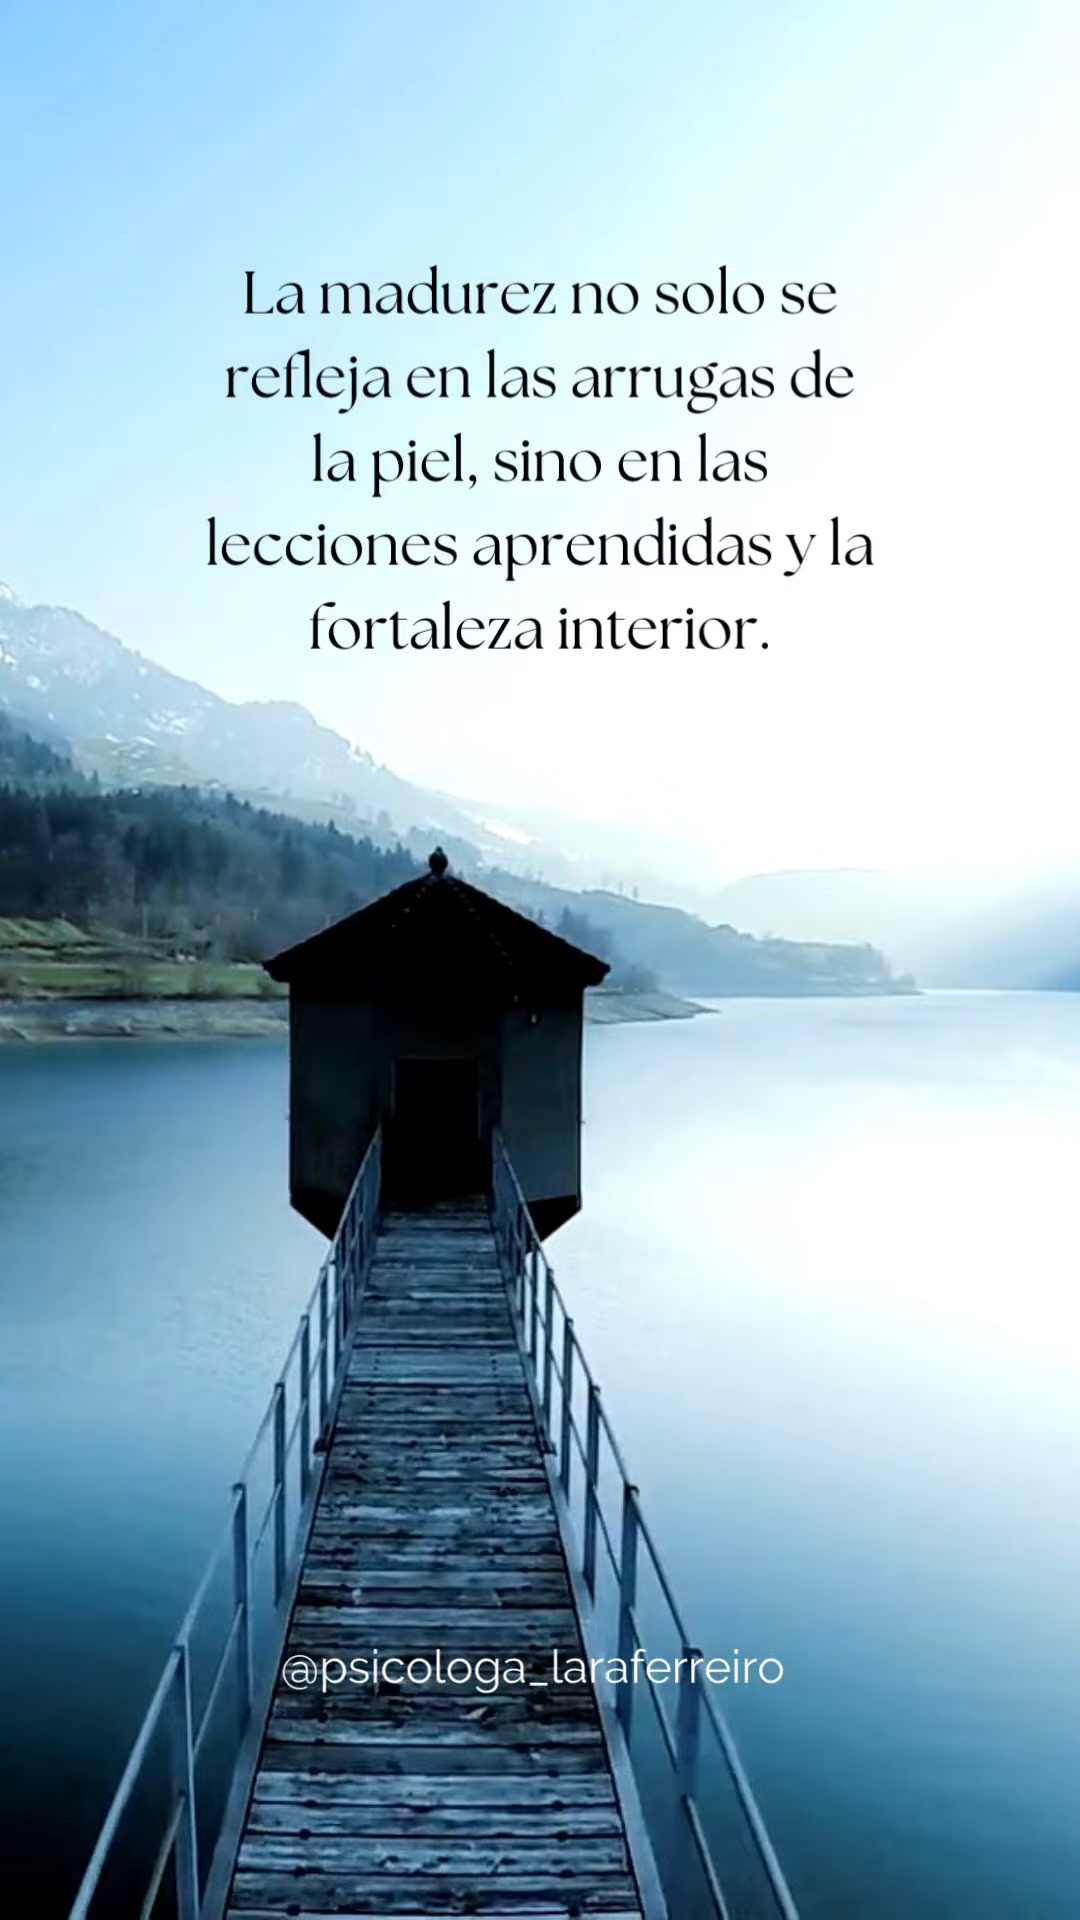 La madurez no solo se
refleja en las arrugas de
la piel, sino en las
lecciones aprendidas y la
fortaleza interior.
@psicologa_laraferreiro